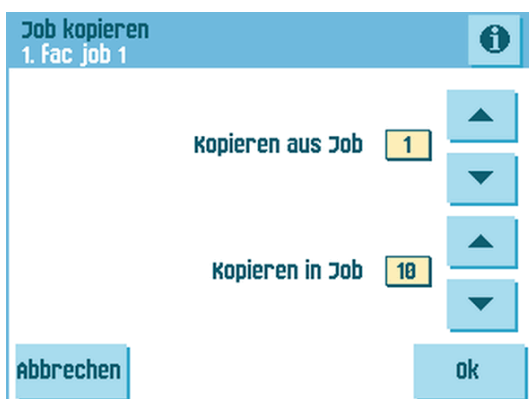 Job kopieren
1. Fac job 1
Kopieren aus Job 1
Kopieren in Job 10
Abbrechen
Ok